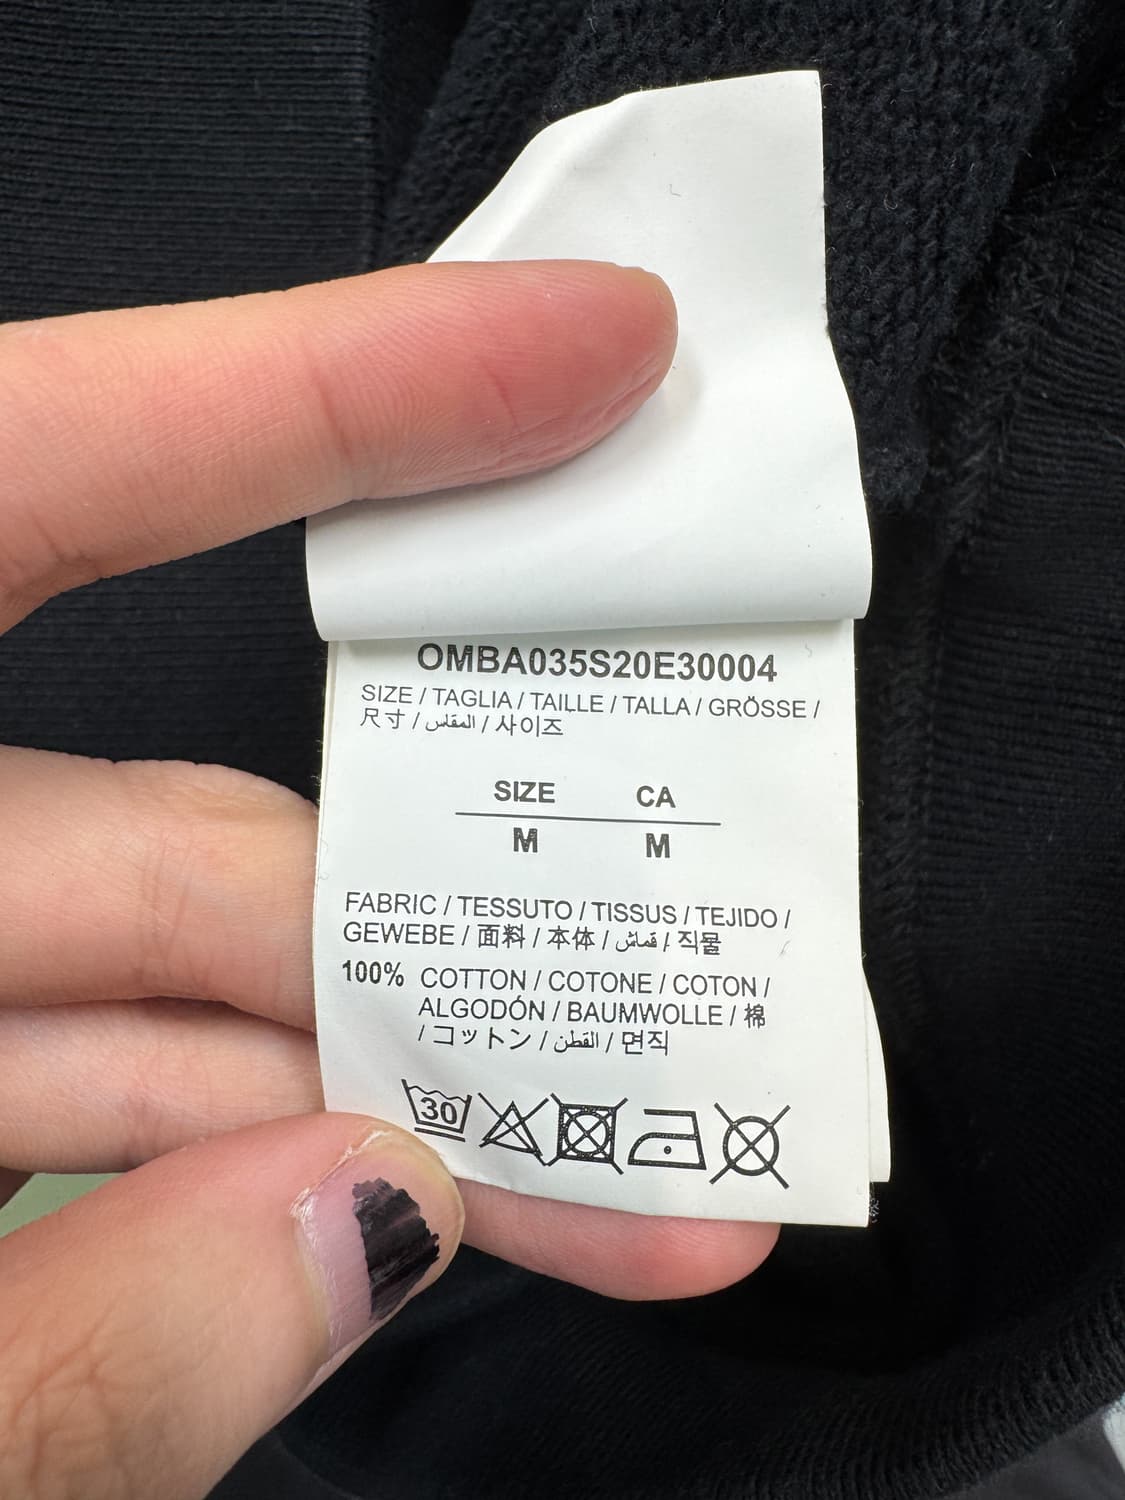 OMBA035S20E30004
SIZE / TAGLIA / TAILLE / TALLA / GRÖSSE /
尺寸 / المقاس / 사이즈
SIZE CA
M M
FABRIC / TESSUTO / TISSUS / TEJIDO /
GEWEBE / 面料 / 本体 / قماش / 직물
100% COTTON / COTONE / COTON /
ALGODÓN / BAUMWOLLE / 棉
/ コットン / القطن / 면직
30